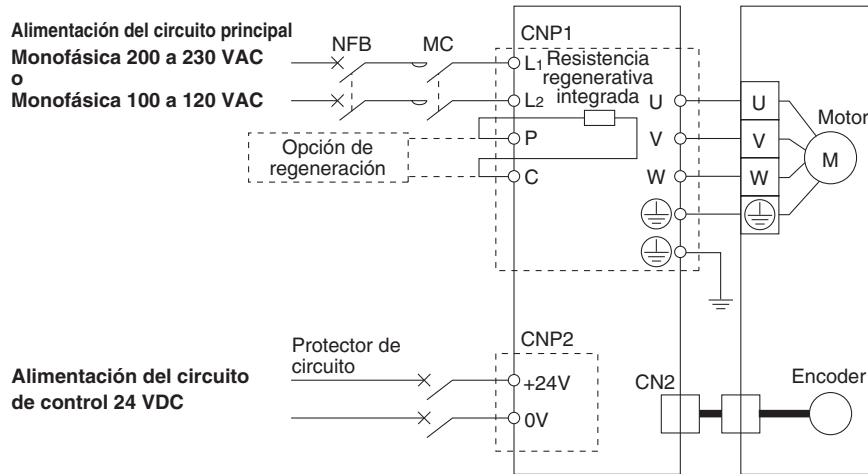 Alimentación del circuito principal
Monofásica 200 a 230 VAC
o
Monofásica 100 a 120 VAC
NFB
MC
CNP1
L1
L2
P
C
Resistencia
regenerativa
integrada
Opción de
regeneración
U
V
W
U
V
W
Motor
M
Alimentación del circuito
de control 24 VDC
Protector de
circuito
CNP2
+24V
0V
CN2
Encoder